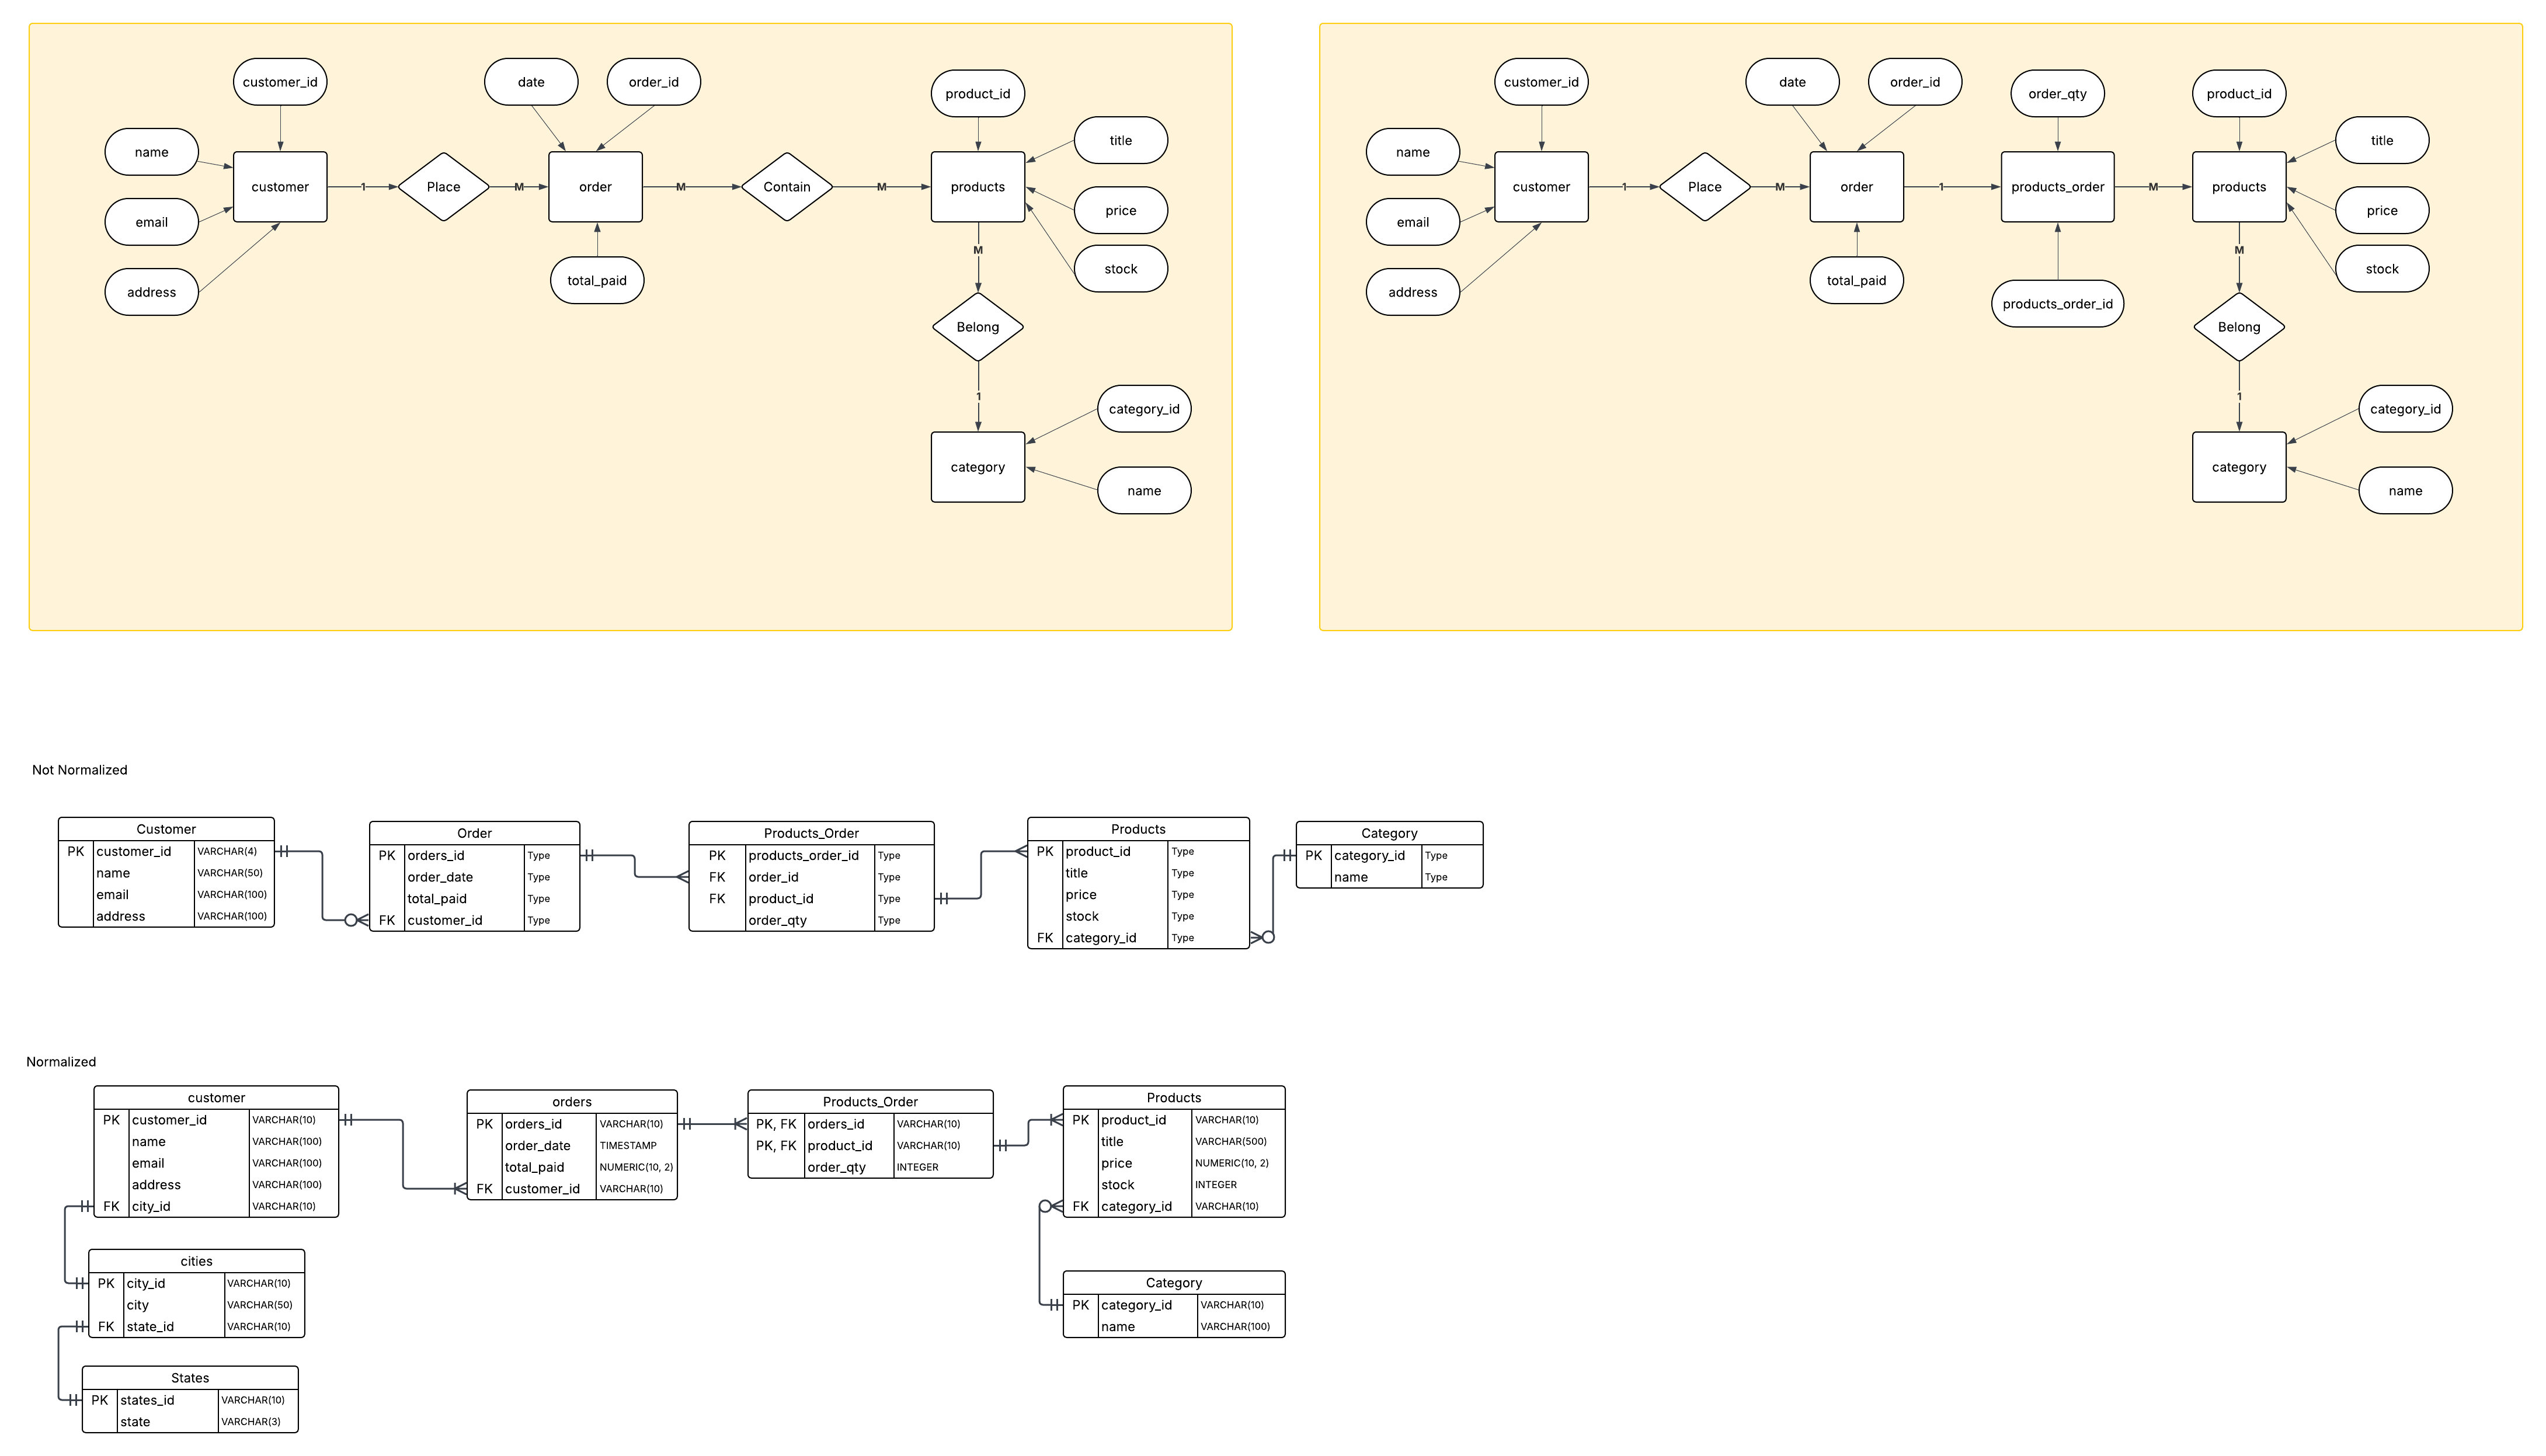 customer_id
date
order_id
product_id
title
name
customer
1
Place
M
order
M
Contain
M
products
price
email
M
stock
address
total_paid
Belong
1
category_id
category
name
customer_id
date
order_id
order_qty
product_id
title
name
customer
1
Place
M
order
1
products_order
M
products
price
email
M
stock
address
total_paid
products_order_id
Belong
1
category_id
category
name
Not Normalized
Customer
PK customer_id VARCHAR(4)
name VARCHAR(50)
email VARCHAR(100)
address VARCHAR(100)
Order
PK orders_id Type
order_date Type
total_paid Type
FK customer_id Type
Products_Order
PK products_order_id Type
FK order_id Type
FK product_id Type
order_qty Type
Products
PK product_id Type
title Type
price Type
stock Type
FK category_id Type
Category
PK category_id Type
name Type
Normalized
customer
PK customer_id VARCHAR(10)
name VARCHAR(100)
email VARCHAR(100)
address VARCHAR(100)
FK city_id VARCHAR(10)
orders
PK orders_id VARCHAR(10)
order_date TIMESTAMP
total_paid NUMERIC(10, 2)
FK customer_id VARCHAR(10)
Products_Order
PK, FK orders_id VARCHAR(10)
PK, FK product_id VARCHAR(10)
order_qty INTEGER
Products
PK product_id VARCHAR(10)
title VARCHAR(500)
price NUMERIC(10, 2)
stock INTEGER
FK category_id VARCHAR(10)
cities
PK city_id VARCHAR(10)
city VARCHAR(50)
FK state_id VARCHAR(10)
Category
PK category_id VARCHAR(10)
name VARCHAR(100)
States
PK states_id VARCHAR(10)
state VARCHAR(3)